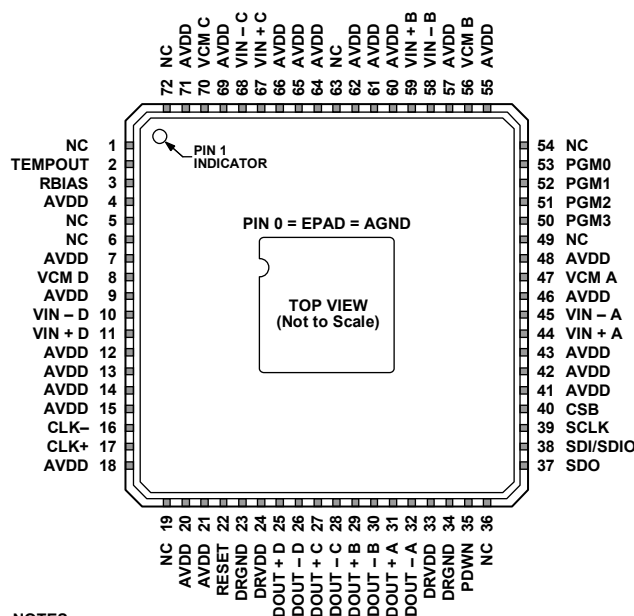 72 NC
71 AVDD
70 VCM C
69 AVDD
68 VIN – C
67 VIN + C
66 AVDD
65 AVDD
64 AVDD
63 NC
62 AVDD
61 AVDD
60 AVDD
59 VIN + B
58 VIN – B
57 AVDD
56 VCM B
55 AVDD
NC 1
TEMPOUT 2
RBIAS 3
AVDD 4
NC 5
NC 6
AVDD 7
VCM D 8
AVDD 9
VIN – D 10
VIN + D 11
AVDD 12
AVDD 13
AVDD 14
AVDD 15
CLK– 16
CLK+ 17
AVDD 18
PIN 1
INDICATOR
PIN 0 = EPAD = AGND
TOP VIEW
(Not to Scale)
54 NC
53 PGM0
52 PGM1
51 PGM2
50 PGM3
49 NC
48 AVDD
47 VCM A
46 AVDD
45 VIN – A
44 VIN + A
43 AVDD
42 AVDD
41 AVDD
40 CSB
39 SCLK
38 SDI/SDIO
37 SDO
NC 19
AVDD 20
AVDD 21
RESET 22
DRGND 23
DRVDD 24
DOUT + D 25
DOUT – D 26
DOUT + C 27
DOUT – C 28
DOUT + B 29
DOUT – B 30
DOUT + A 31
DOUT – A 32
DRVDD 33
DRGND 34
PDWN 35
NC 36
NOTES